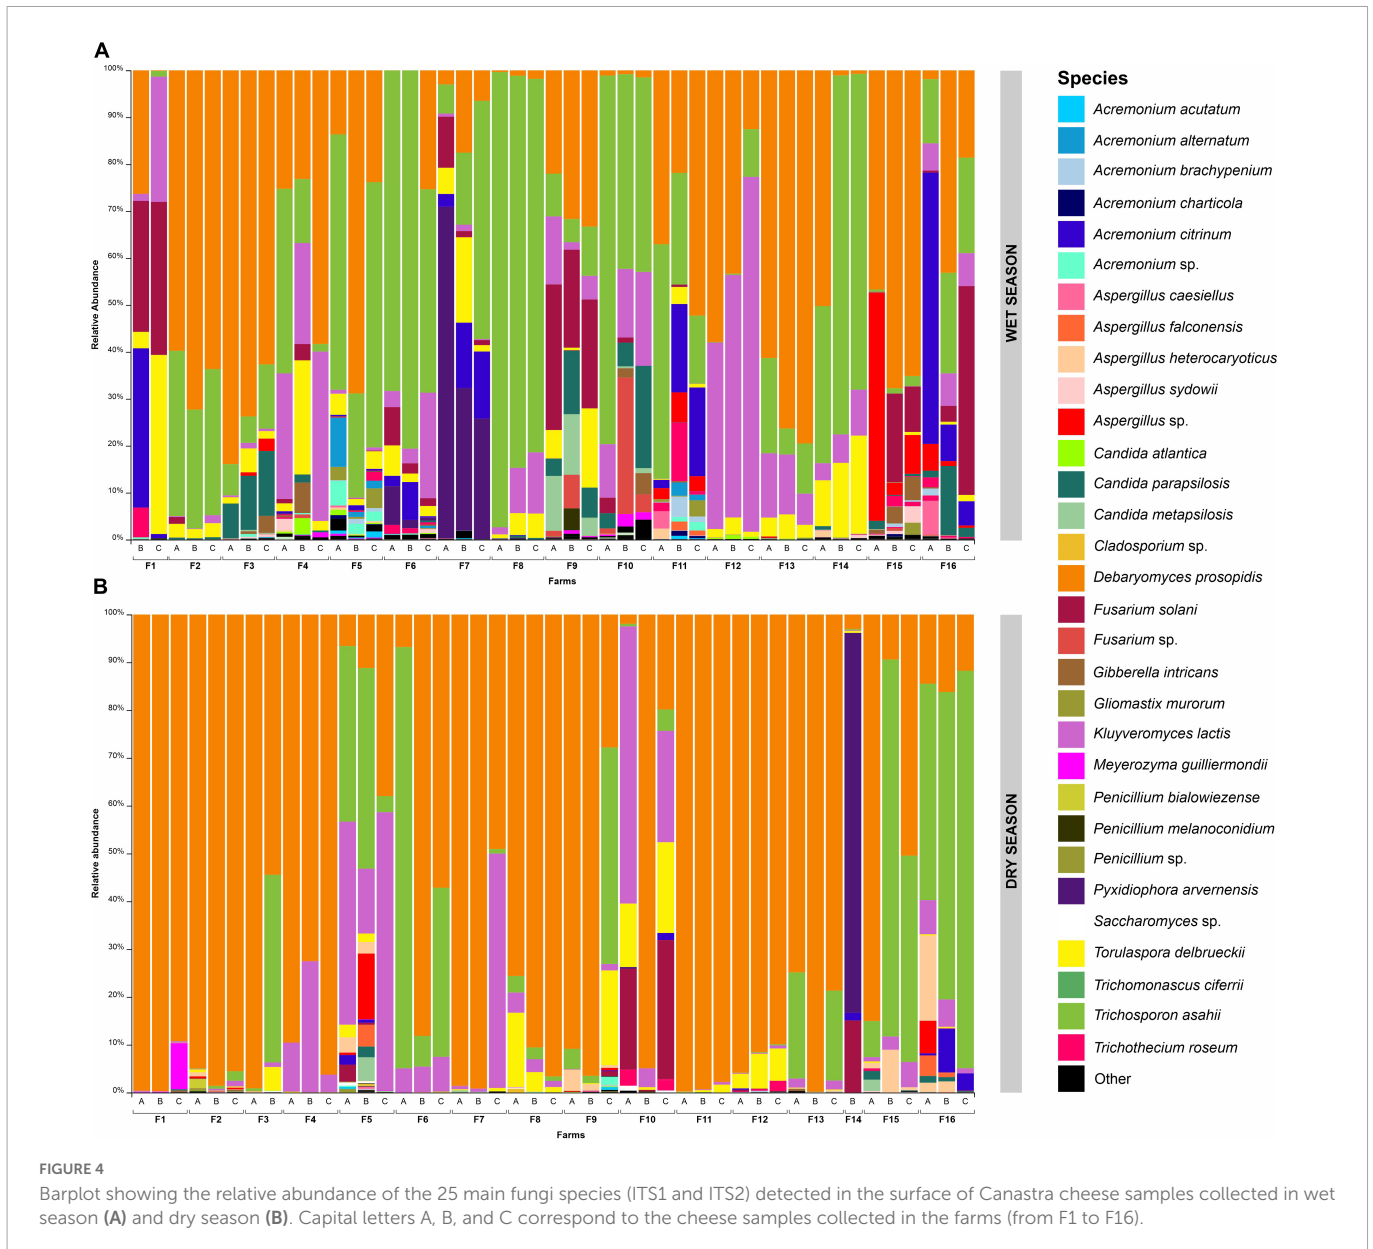 A
100%
90%
80%
70%
60%
50%
40%
30%
20%
10%
0%
Relative Abundance
B C A B C A B C A B C A B C A B C A B C A B C A B C A B C A B C A B C A B C A B C A B C A B C
F1 F2 F3 F4 F5 F6 F7 F8 F9 F10 F11 F12 F13 F14 F15 F16
Farms
WET SEASON
B
100%
90%
80%
70%
60%
50%
40%
30%
20%
10%
0%
Relative abundance
A B C A B C A B A B C A B C A B C A B C A B C A B C A B C A B C A B C A B C B A B C A B C
F1 F2 F3 F4 F5 F6 F7 F8 F9 F10 F11 F12 F13 F14 F15 F16
Farms
DRY SEASON
Species
Acremonium acutatum
Acremonium alternatum
Acremonium brachypenium
Acremonium charticola
Acremonium citrinum
Acremonium sp.
Aspergillus caesiellus
Aspergillus falconensis
Aspergillus heterocaryoticus
Aspergillus sydowii
Aspergillus sp.
Candida atlantica
Candida parapsilosis
Candida metapsilosis
Cladosporium sp.
Debaryomyces prosopidis
Fusarium solani
Fusarium sp.
Gibberella intricans
Gliomastix murorum
Kluyveromyces lactis
Meyerozyma guilliermondii
Penicillium bialowiezense
Penicillium melanoconidium
Penicillium sp.
Pyxidiophora arvernensis
Saccharomyces sp.
Torulaspora delbrueckii
Trichomonascus ciferrii
Trichosporon asahii
Trichothecium roseum
Other
FIGURE 4
Barplot showing the relative abundance of the 25 main fungi species (ITS1 and ITS2) detected in the surface of Canastra cheese samples collected in wet
season (A) and dry season (B). Capital letters A, B, and C correspond to the cheese samples collected in the farms (from F1 to F16).